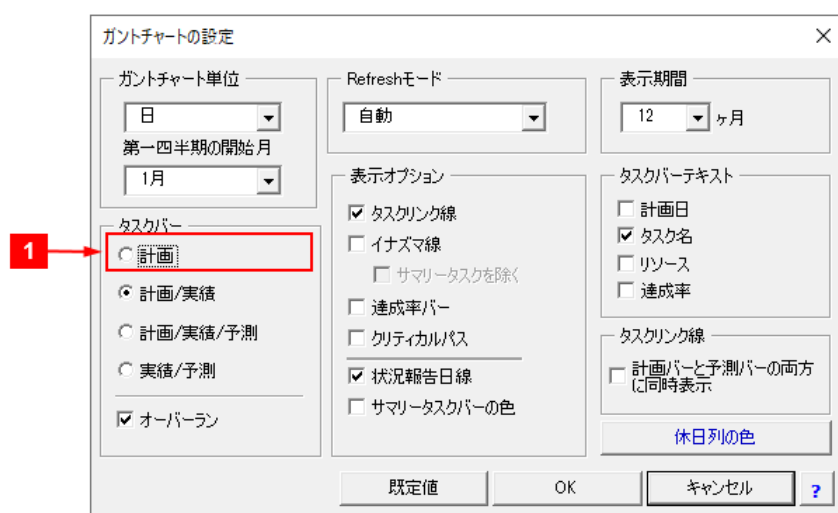 ガントチャートの設定
ガントチャート単位
日
第一四半期の開始月
1月
タスクバー
1
計画
計画/実績
計画/実績/予測
実績/予測
オーバーラン
Refreshモード
自動
表示オプション
タスクリンク線
イナズマ線
サマリータスクを除く
達成率バー
クリティカルパス
状況報告日線
サマリータスクバーの色
表示期間
12 ヶ月
タスクバーテキスト
計画日
タスク名
リソース
達成率
タスクリンク線
計画バーと予測バーの両方
に同時表示
休日列の色
既定値
OK
キャンセル
?